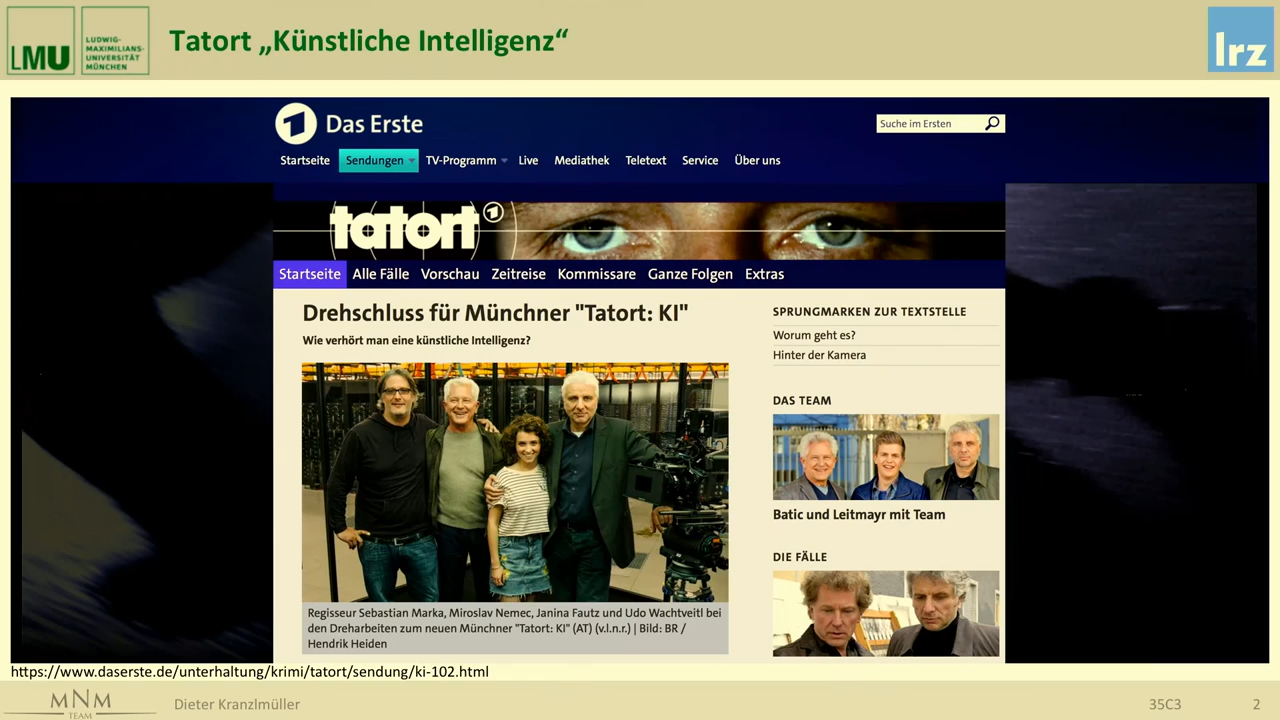 LMU
LUDWIG-
MAXIMILIANS-
UNIVERSITÄT
MÜNCHEN
Tatort „Künstliche Intelligenz“
lrz
1 Das Erste
Suche im Ersten
Startseite Sendungen TV-Programm Live Mediathek Teletext Service Über uns
tatort 1
Startseite Alle Fälle Vorschau Zeitreise Kommissare Ganze Folgen Extras
Drehschluss für Münchner "Tatort: KI"
Wie verhört man eine künstliche Intelligenz?
Regisseur Sebastian Marka, Miroslav Nemec, Janina Fautz und Udo Wachtveitl bei
den Dreharbeiten zum neuen Münchner "Tatort: KI" (AT) (v.l.n.r.) | Bild: BR /
Hendrik Heiden
SPRUNGMARKEN ZUR TEXTSTELLE
Worum geht es?
Hinter der Kamera
DAS TEAM
Batic und Leitmayr mit Team
DIE FÄLLE
https://www.daserste.de/unterhaltung/krimi/tatort/sendung/ki-102.html
MNM
TEAM
Dieter Kranzlmüller
35C3
2